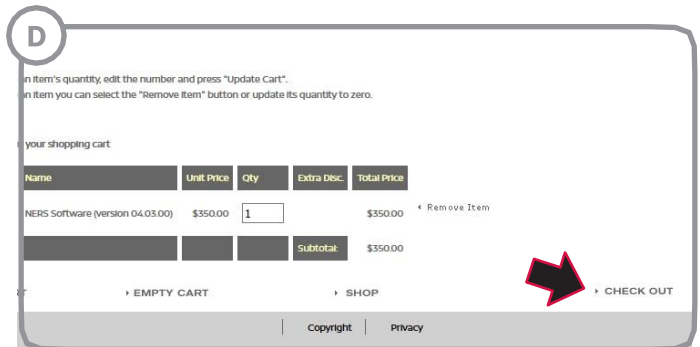 D
n item's quantity, edit the number and press "Update Cart".
n item you can select the "Remove Item" button or update its quantity to zero.
your shopping cart
Name Unit Price Qty Extra Disc. Total Price
NERS Software (version 04.03.00) $350.00 1 $350.00 Remove Item
Subtotal: $350.00
EMPTY CART SHOP CHECK OUT
Copyright Privacy